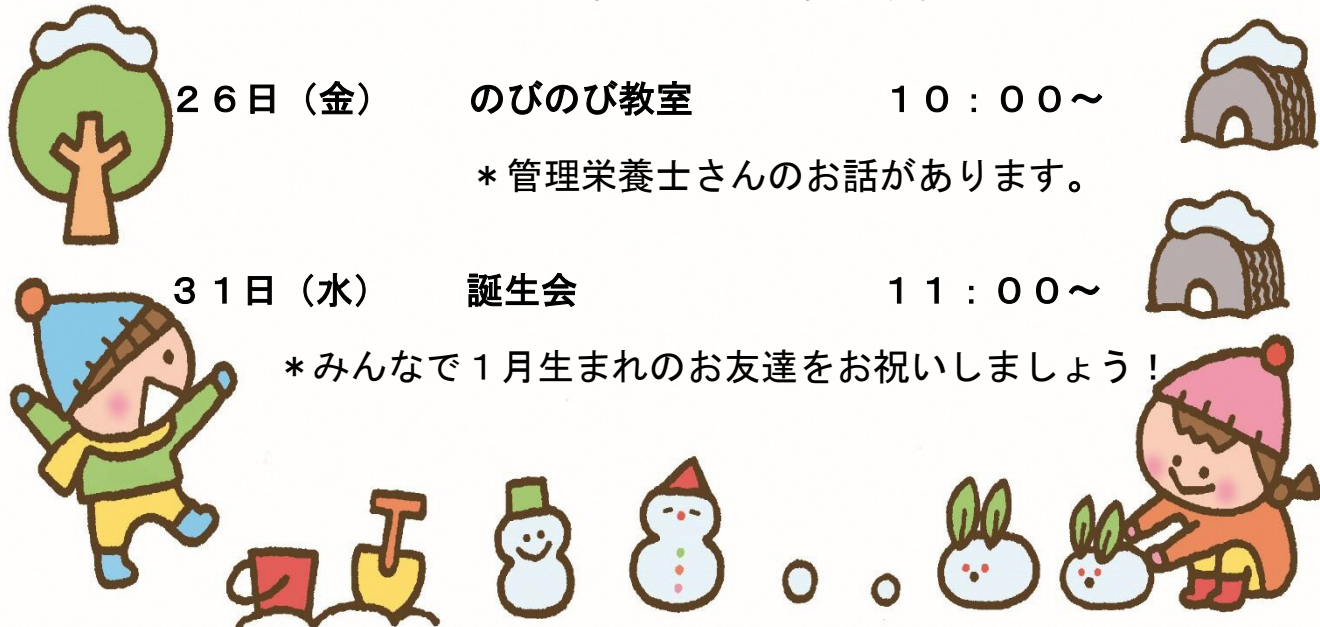 ２６日（金）　のびのび教室　１０：００～
＊管理栄養士さんのお話があります。
３１日（水）　誕生会　１１：００～
＊みんなで１月生まれのお友達をお祝いしましょう！